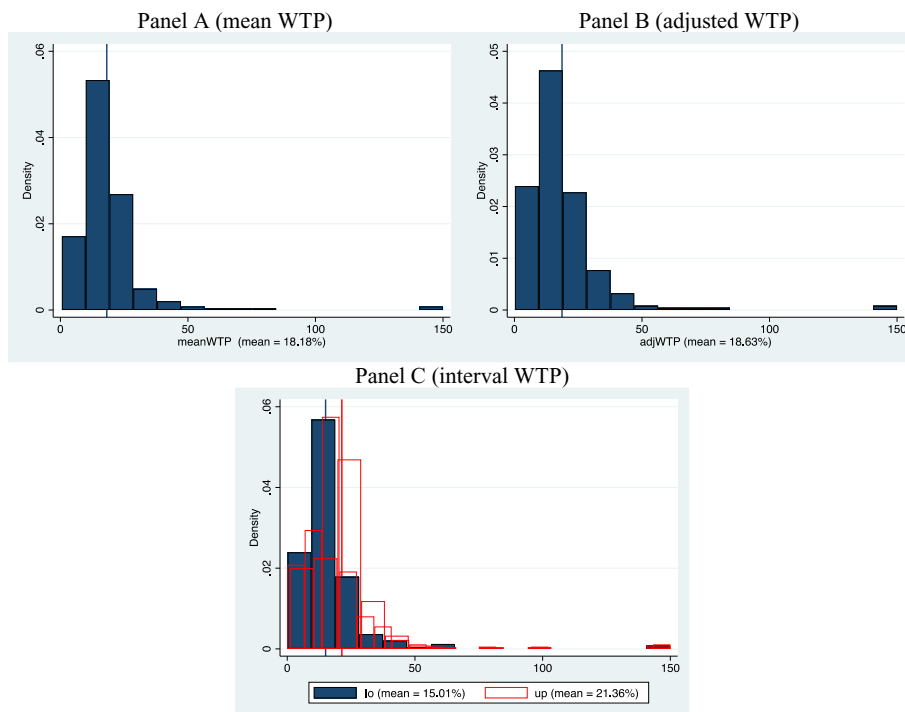 Panel A (mean WTP)
Panel B (adjusted WTP)
Density
0
.02
.04
.06
0
50
100
150
meanWTP (mean = 18.18%)
Density
0
.01
.02
.03
.04
.05
0
50
100
150
adjWTP (mean = 18.63%)
Panel C (interval WTP)
Density
0
.02
.04
.06
0
50
100
150
lo (mean = 15.01%) up (mean = 21.36%)